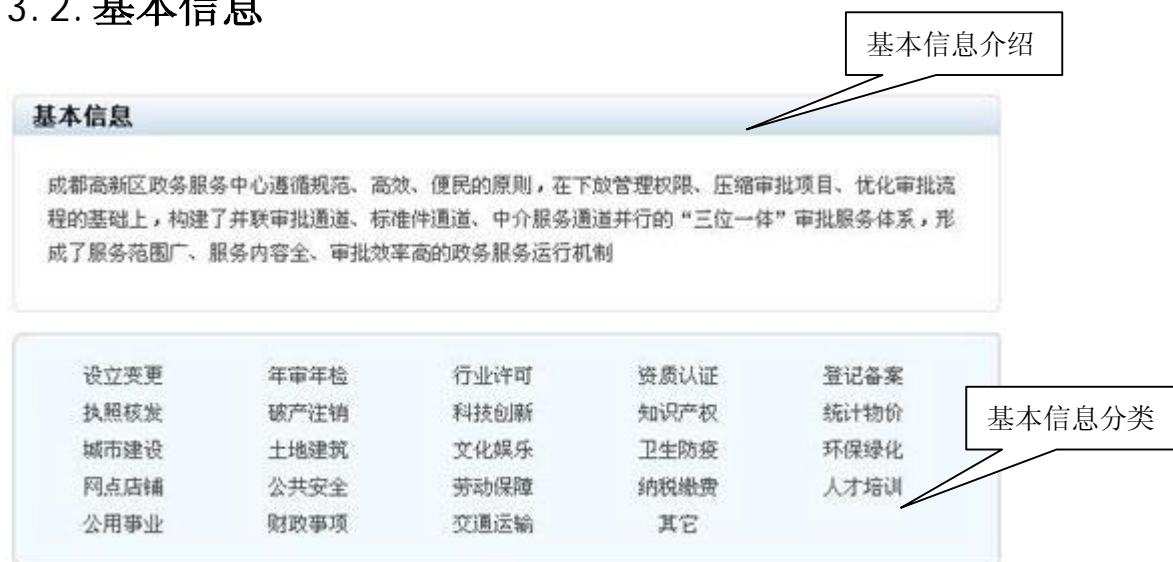 3.2.基本信息
基本信息介绍
基本信息
成都高新区政务服务中心遵循规范、高效、便民的原则，在下放管理权限、压缩审批项目、优化审批流
程的基础上，构建了并联审批通道、标准件通道、中介服务通道并行的“三位一体”审批服务体系，形
成了服务范围广、服务内容全、审批效率高的政务服务运行机制
设立变更 年审年检 行业许可 资质认证 登记备案
执照核发 破产注销 科技创新 知识产权 统计物价
基本信息分类
城市建设 土地建筑 文化娱乐 卫生防疫 环保绿化
网点店铺 公共安全 劳动保障 纳税缴费 人才培训
公用事业 财政事项 交通运输 其它